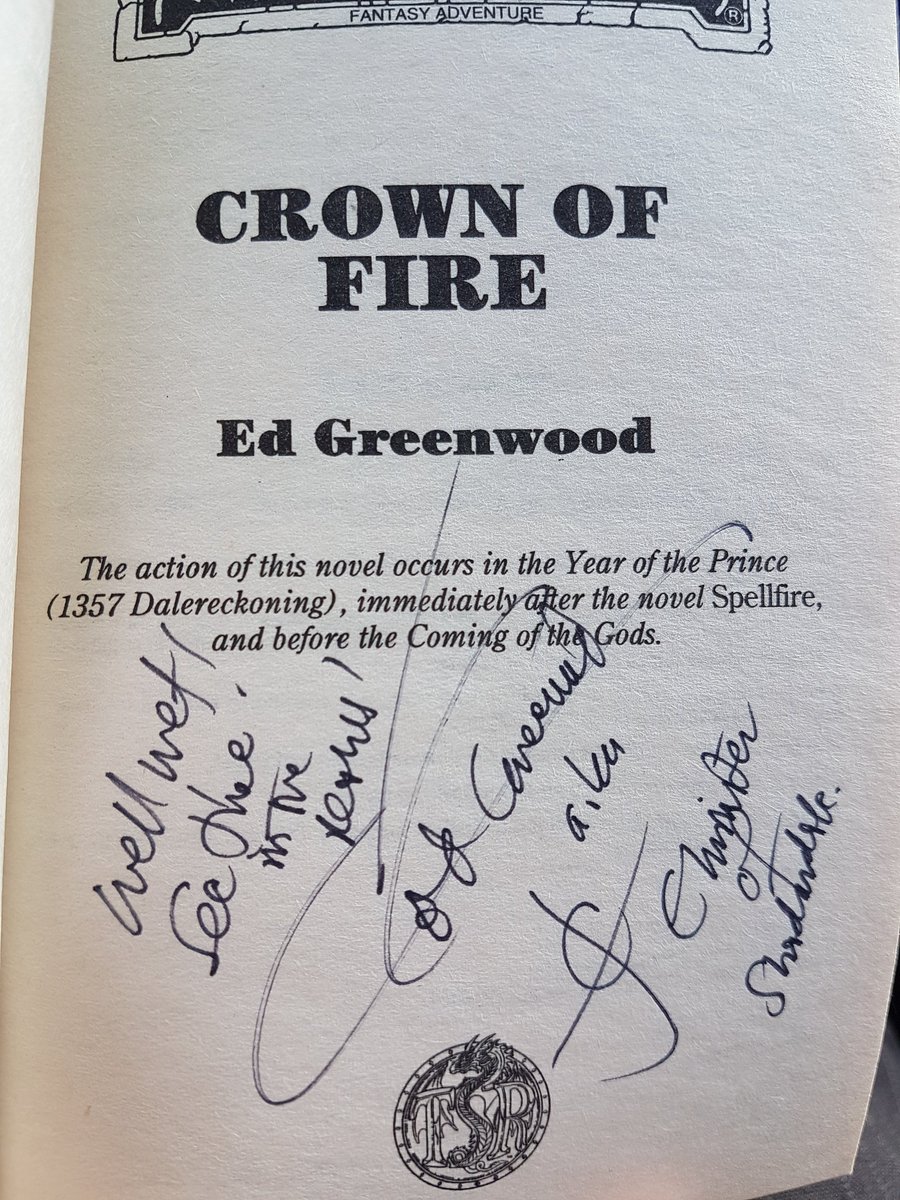 FANTASY ADVENTURE
®
CROWN OF
FIRE
Ed Greenwood
The action of this novel occurs in the Year of the Prince
(1357 Dalereckoning), immediately after the novel Spellfire,
and before the Coming of the Gods.
Well met!
See thee
in the
Realms!
Ed Greenwood
a.k.a
Elminster
of
Shadowdale.
TSR